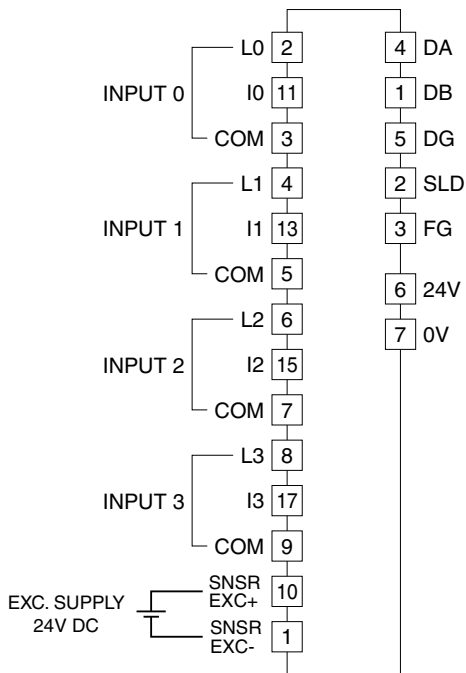 L0 2
INPUT 0
I0 11
COM 3
L1 4
INPUT 1
I1 13
COM 5
L2 6
INPUT 2
I2 15
COM 7
L3 8
INPUT 3
I3 17
COM 9
EXC. SUPPLY
24V DC
SNSR
EXC+
10
SNSR
EXC-
1
4 DA
1 DB
5 DG
2 SLD
3 FG
6 24V
7 0V